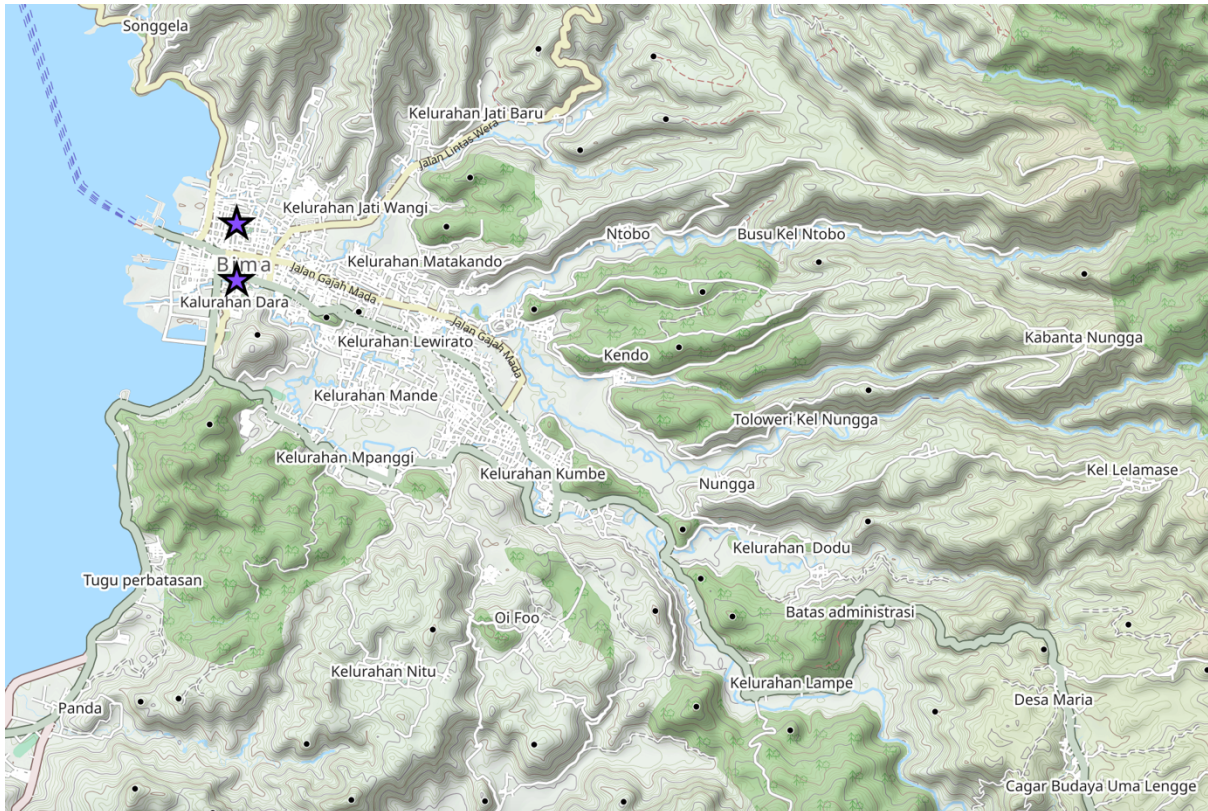 Songgela
Kelurahan Jati Baru
Jalan Lintas Wera
Kelurahan Jati Wangi
Ntobo
Busu Kel Ntobo
Bima
Kelurahan Matakando
Jalan Gajah Mada
Kalurahan Dara
Jalan Gajah Mada
Kelurahan Lewirato
Kendo
Kabanta Nungga
Kelurahan Mande
Toloweri Kel Nungga
Kelurahan Mpanggi
Kelurahan Kumbe
Nungga
Kel Lelamase
Kelurahan Dodu
Tugu perbatasan
Oi Foo
Batas administrasi
Kelurahan Nitu
Kelurahan Lampe
Desa Maria
Panda
Cagar Budaya Uma Lengge